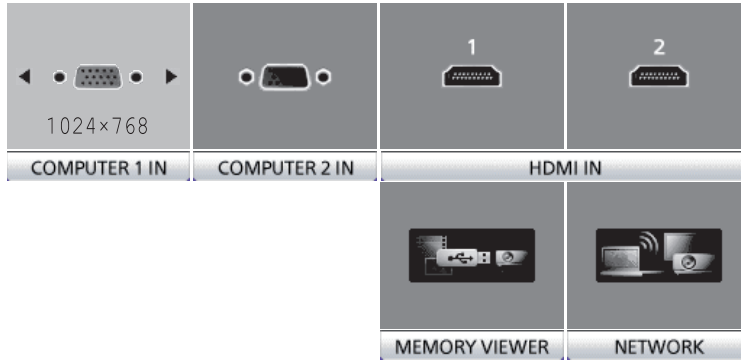 1 2
1024×768
COMPUTER 1 IN COMPUTER 2 IN HDMI IN
MEMORY VIEWER NETWORK